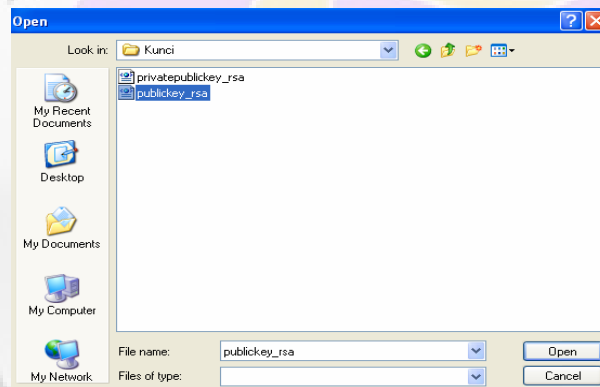 Open
Look in: Kunci
privatepublickey_rsa
publickey_rsa
My Recent
Documents
Desktop
My Documents
My Computer
My Network
File name: publickey_rsa Open
Files of type: Cancel